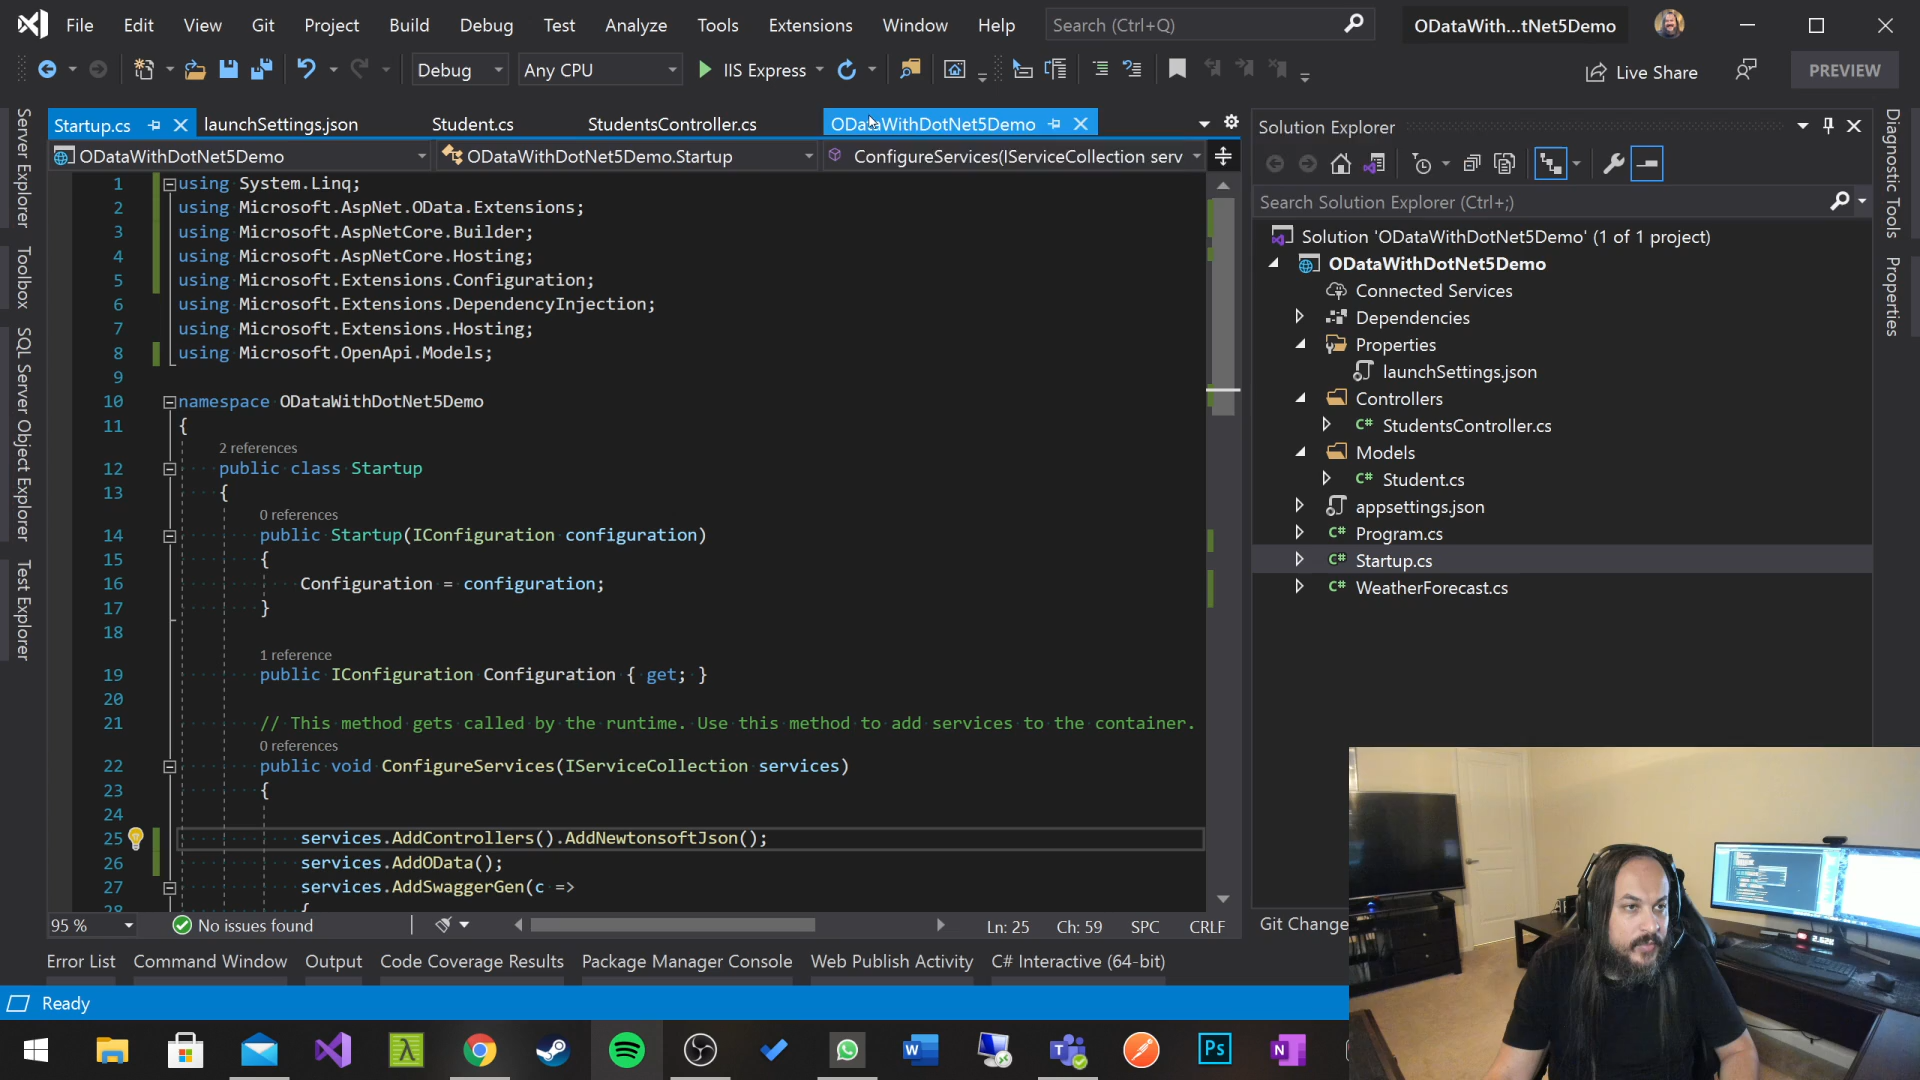 File Edit View Git Project Build Debug Test Analyze Tools Extensions Window Help Search (Ctrl+Q) ODataWith...tNet5Demo
Debug Any CPU IIS Express Live Share PREVIEW
Startup.cs launchSettings.json Student.cs StudentsController.cs ODataWithDotNet5Demo
ODataWithDotNet5Demo ODataWithDotNet5Demo.Startup ConfigureServices(IServiceCollection serv
Server Explorer
Toolbox
SQL Server Object Explorer
Test Explorer
1 using System.Linq;
2 using Microsoft.AspNet.OData.Extensions;
3 using Microsoft.AspNetCore.Builder;
4 using Microsoft.AspNetCore.Hosting;
5 using Microsoft.Extensions.Configuration;
6 using Microsoft.Extensions.DependencyInjection;
7 using Microsoft.Extensions.Hosting;
8 using Microsoft.OpenApi.Models;
9
10 namespace ODataWithDotNet5Demo
11 {
2 references
12 public class Startup
13 {
0 references
14 public Startup(IConfiguration configuration)
15 {
16 Configuration = configuration;
17 }
18
1 reference
19 public IConfiguration Configuration { get; }
20
21 // This method gets called by the runtime. Use this method to add services to the container.
0 references
22 public void ConfigureServices(IServiceCollection services)
23 {
24
25 services.AddControllers().AddNewtonsoftJson();
26 services.AddOData();
27 services.AddSwaggerGen(c =>
28 {
95 % No issues found Ln: 25 Ch: 59 SPC CRLF
Error List Command Window Output Code Coverage Results Package Manager Console Web Publish Activity C# Interactive (64-bit)
Ready
Solution Explorer
Search Solution Explorer (Ctrl+;)
Solution 'ODataWithDotNet5Demo' (1 of 1 project)
ODataWithDotNet5Demo
Connected Services
Dependencies
Properties
launchSettings.json
Controllers
C# StudentsController.cs
Models
C# Student.cs
appsettings.json
C# Program.cs
C# Startup.cs
C# WeatherForecast.cs
Git Change
Diagnostic Tools
Properties
W Ps N